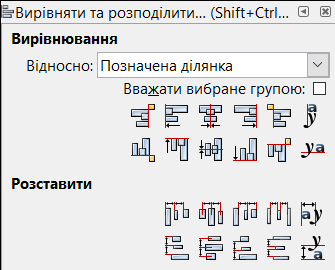 Вирівняти та розподілити... (Shift+Ctrl...
Вирівнювання
Відносно: Позначена ділянка
Вважати вибране групою:
Розставити